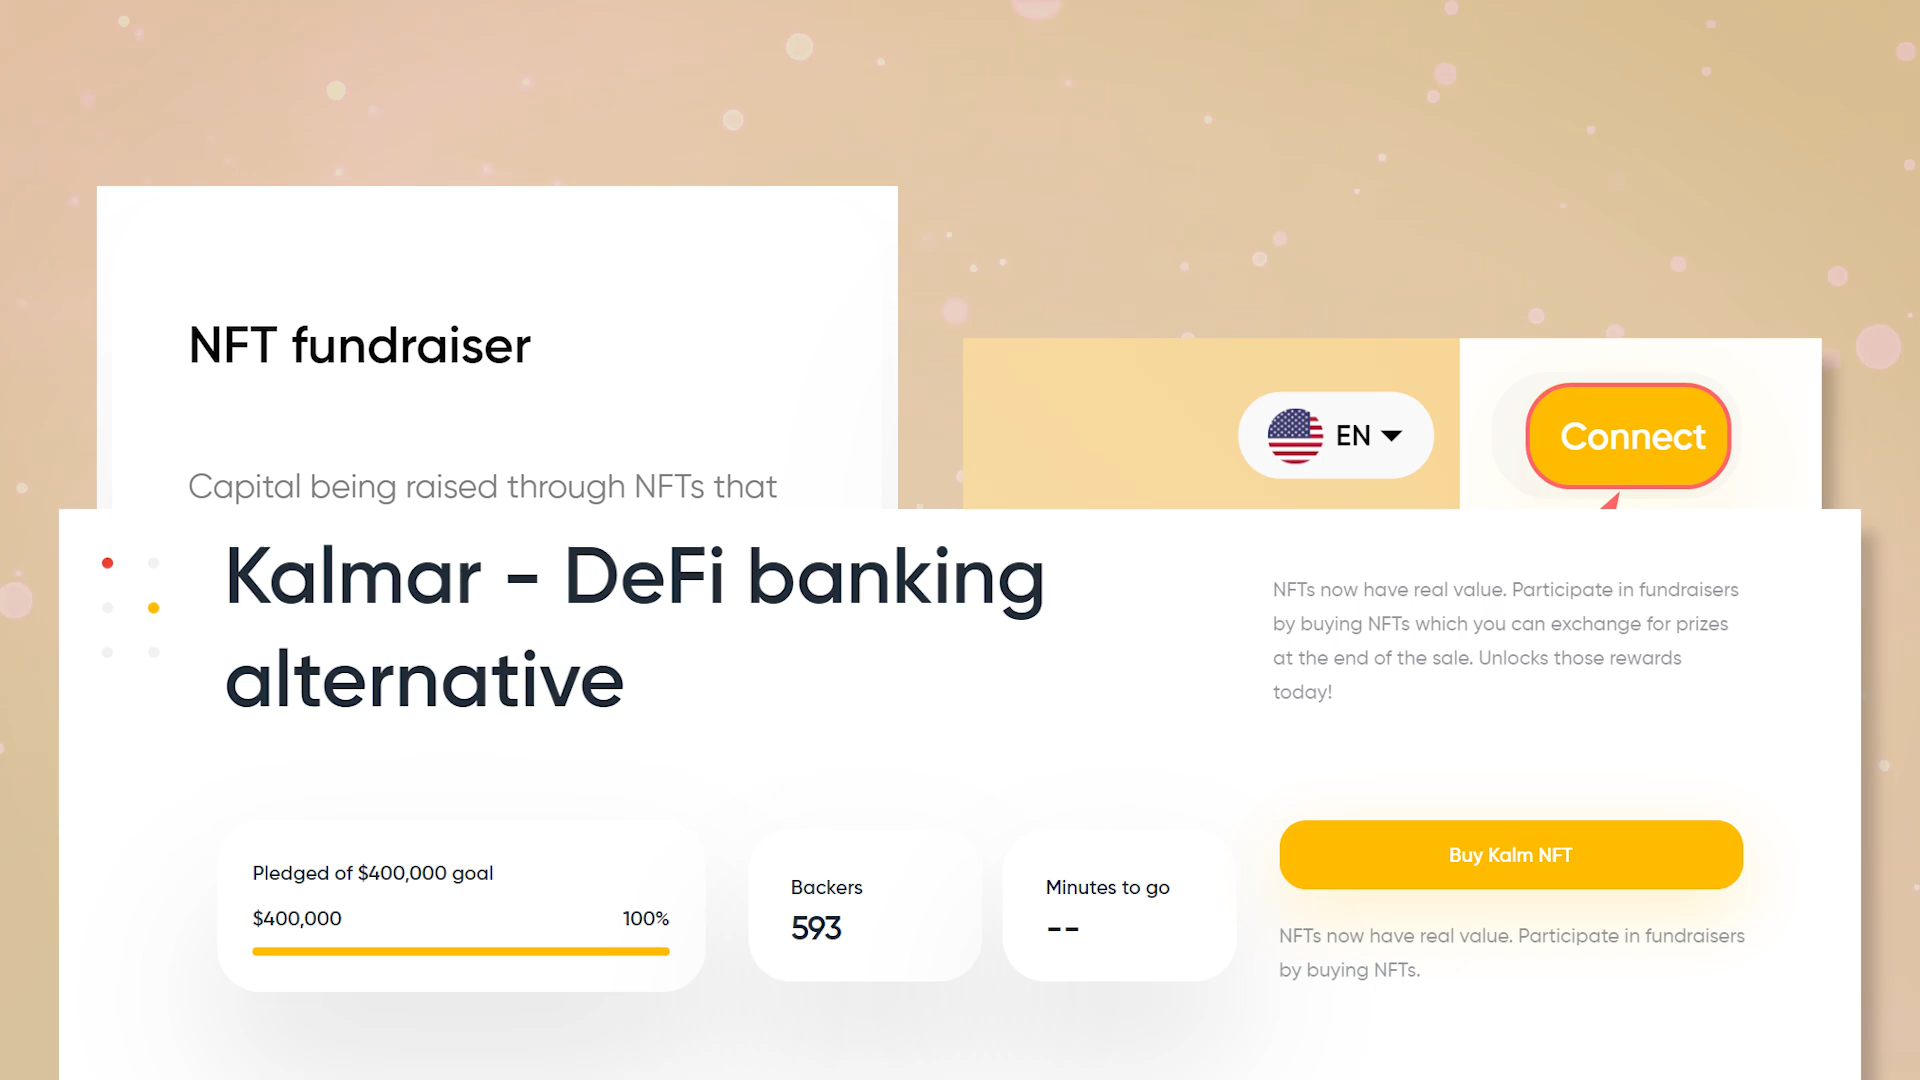 NFT fundraiser
Capital being raised through NFTs that
EN
Connect
Kalmar - DeFi banking
alternative
NFTs now have real value. Participate in fundraisers
by buying NFTs which you can exchange for prizes
at the end of the sale. Unlocks those rewards
today!
Pledged of $400,000 goal
$400,000 100%
Backers
593
Minutes to go
--
Buy Kalm NFT
NFTs now have real value. Participate in fundraisers
by buying NFTs.